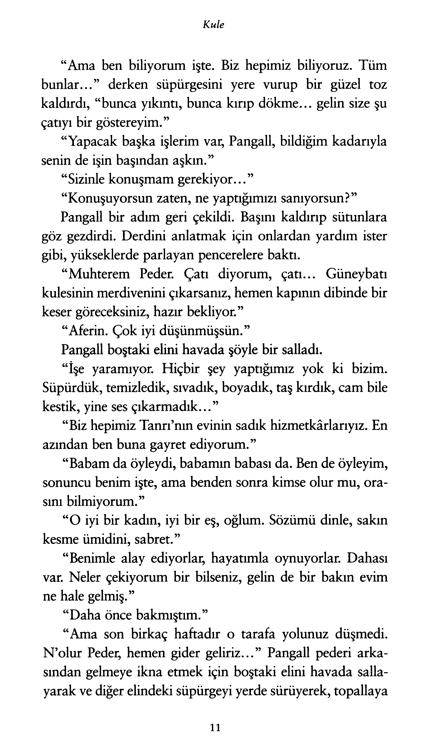 Kule
“Ama ben biliyorum işte. Biz hepimiz biliyoruz. Tüm
bunlar...” derken süpürgesini yere vurup bir güzel toz
kaldırdı, “bunca yıkıntı, bunca kırıp dökme... gelin size şu
çatıyı bir göstereyim.”
“Yapacak başka işlerim var, Pangall, bildiğim kadarıyla
senin de işin başından aşkın.”
“Sizinle konuşmam gerekiyor...”
“Konuşuyorsun zaten, ne yaptığımızı sanıyorsun?”
Pangall bir adım geri çekildi. Başını kaldırıp sütunlara
göz gezdirdi. Derdini anlatmak için onlardan yardım ister
gibi, yükseklerde parlayan pencerelere baktı.
“Muhterem Peder. Çatı diyorum, çatı... Güneybatı
kulesinin merdivenini çıkarsanız, hemen kapının dibinde bir
keser göreceksiniz, hazır bekliyor.”
“Aferin. Çok iyi düşünmüşsün.”
Pangall boştaki elini havada şöyle bir salladı.
“İşe yaramıyor. Hiçbir şey yaptığımız yok ki bizim.
Süpürdük, temizledik, sıvadık, boyadık, taş kırdık, cam bile
kestik, yine ses çıkarmadık...”
“Biz hepimiz Tanrı’nın evinin sadık hizmetkârlarıyız. En
azından ben buna gayret ediyorum.”
“Babam da öyleydi, babamın babası da. Ben de öyleyim,
sonuncu benim işte, ama benden sonra kimse olur mu, ora-
sını bilmiyorum.”
“O iyi bir kadın, iyi bir eş, oğlum. Sözümü dinle, sakın
kesme ümidini, sabret.”
“Benimle alay ediyorlar, hayatımla oynuyorlar. Dahası
var. Neler çekiyorum bir bilseniz, gelin de bir bakın evim
ne hale gelmiş.”
“Daha önce bakmıştım.”
“Ama son birkaç haftadır o tarafa yolunuz düşmedi.
N’olur Peder, hemen gider geliriz...” Pangall pederi arka-
sından gelmeye ikna etmek için boştaki elini havada salla-
yarak ve diğer elindeki süpürgeyi yerde sürüyerek, topallaya
11